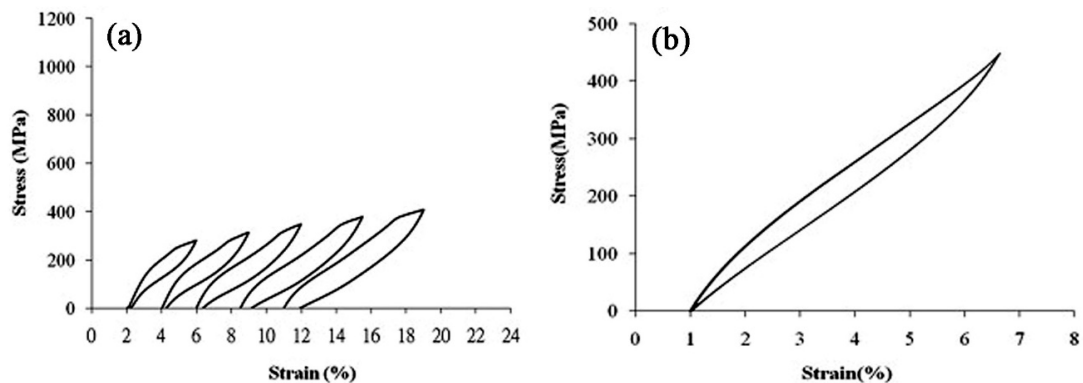 (a)
Stress (MPa)
1200
1000
800
600
400
200
0
0 2 4 6 8 10 12 14 16 18 20 22 24
Strain (%)
(b)
Stress(MPa)
500
400
300
200
100
0
0 1 2 3 4 5 6 7 8
Strain(%)